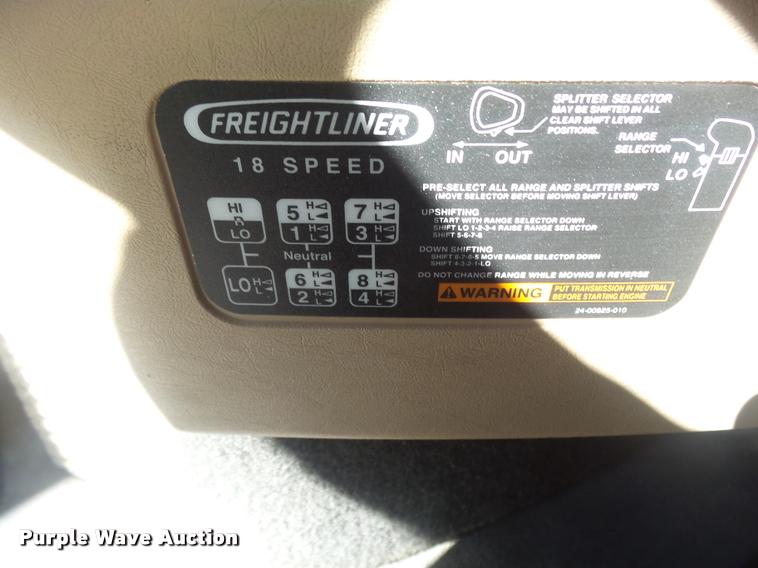 FREIGHTLINER
18 SPEED
HI
R
LO
5 H L
1 H L
7 H L
3 H L
Neutral
LO H L
6 H L
2 H L
8 H L
4 H L
SPLITTER SELECTOR
MAY BE SHIFTED IN ALL
CLEAR SHIFT LEVER
POSITIONS.
IN OUT
RANGE
SELECTOR
HI
LO
PRE-SELECT ALL RANGE AND SPLITTER SHIFTS
(MOVE SELECTOR BEFORE MOVING SHIFT LEVER)
UPSHIFTING
START WITH RANGE SELECTOR DOWN
SHIFT LO 1-2-3-4 RAISE RANGE SELECTOR
SHIFT 5-6-7-8
DOWN SHIFTING
SHIFT 8-7-6-5 MOVE RANGE SELECTOR DOWN
SHIFT 4-3-2-1-LO
DO NOT CHANGE RANGE WHILE MOVING IN REVERSE
WARNING
PUT TRANSMISSION IN NEUTRAL
BEFORE STARTING ENGINE
24-00825-010
Purple Wave Auction